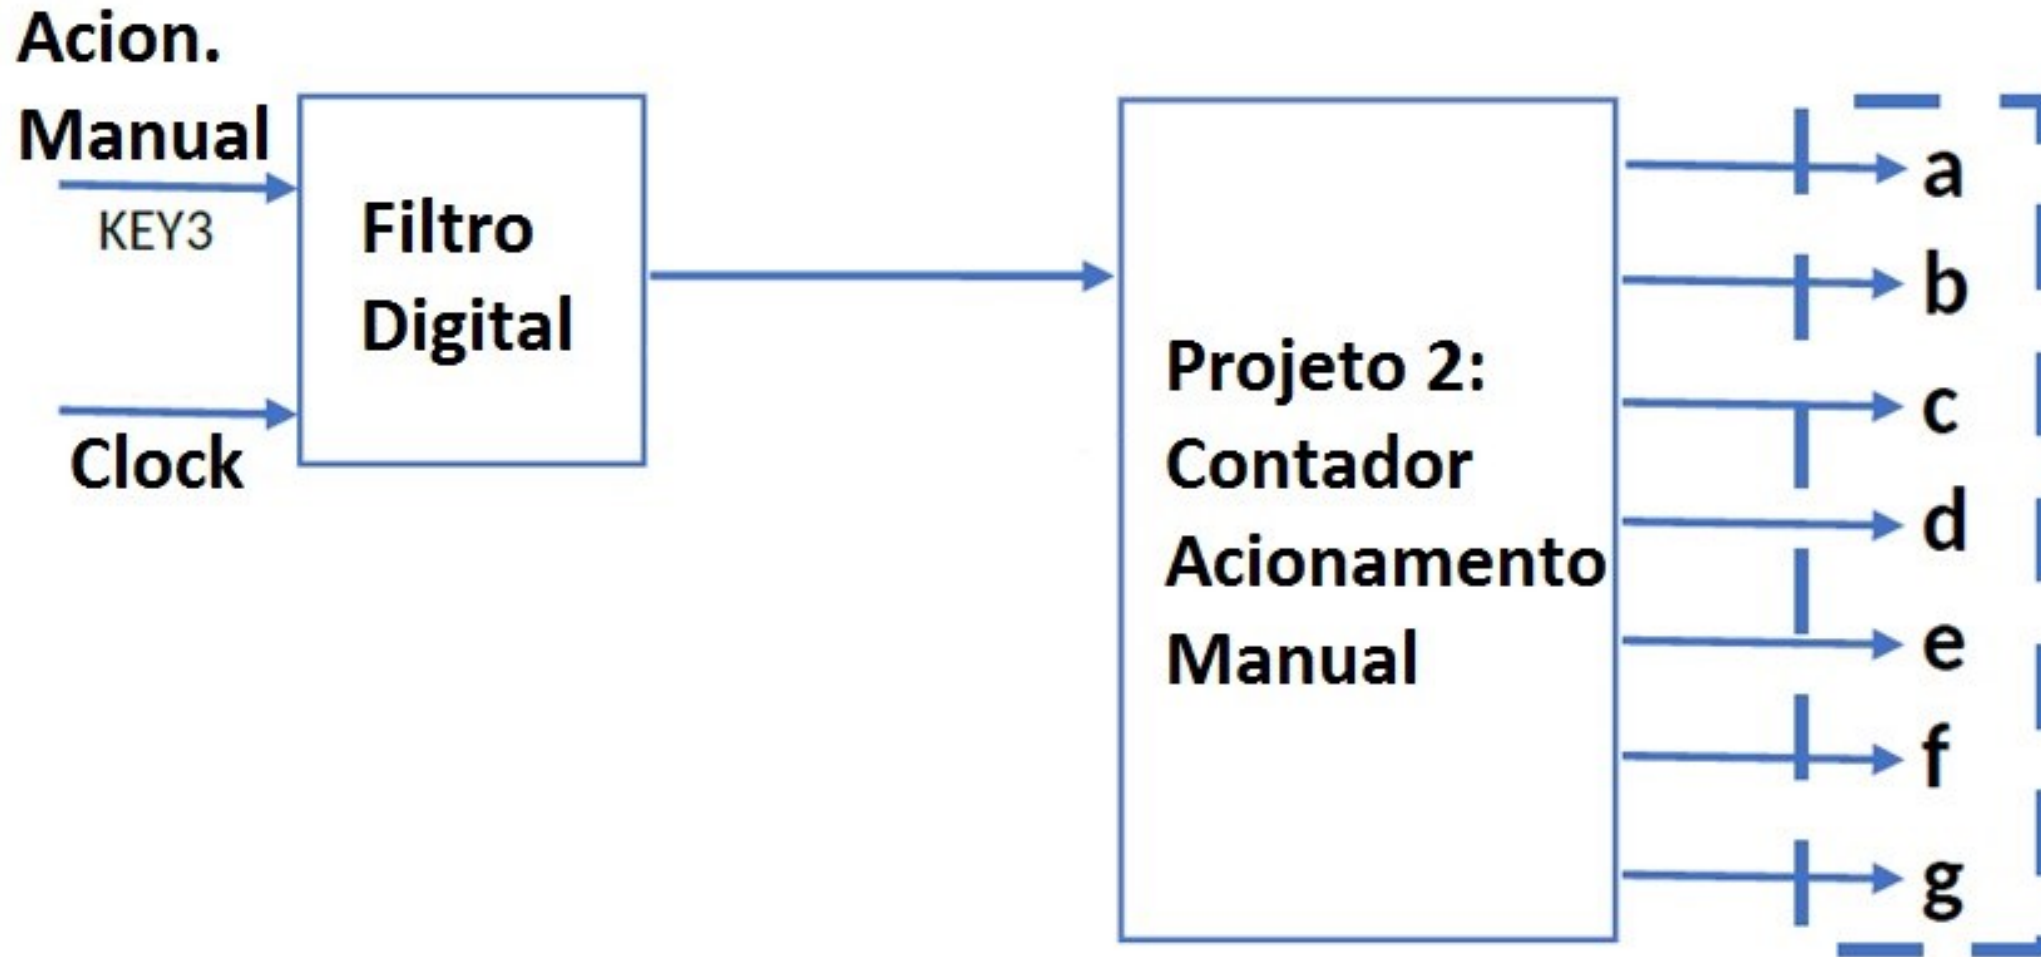 Acion.
Manual
KEY3
Clock
Filtro
Digital
Projeto 2:
Contador
Acionamento
Manual
a
b
c
d
e
f
g